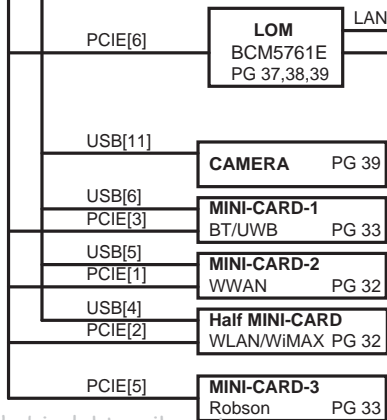 LAN
PCIE[6]
LOM
BCM5761E
PG 37,38,39
USB[11]
CAMERA PG 39
USB[6]
PCIE[3]
MINI-CARD-1
BT/UWB PG 33
USB[5]
PCIE[1]
MINI-CARD-2
WWAN PG 32
USB[4]
PCIE[2]
Half MINI-CARD
WLAN/WiMAX PG 32
PCIE[5]
MINI-CARD-3
Robson PG 33